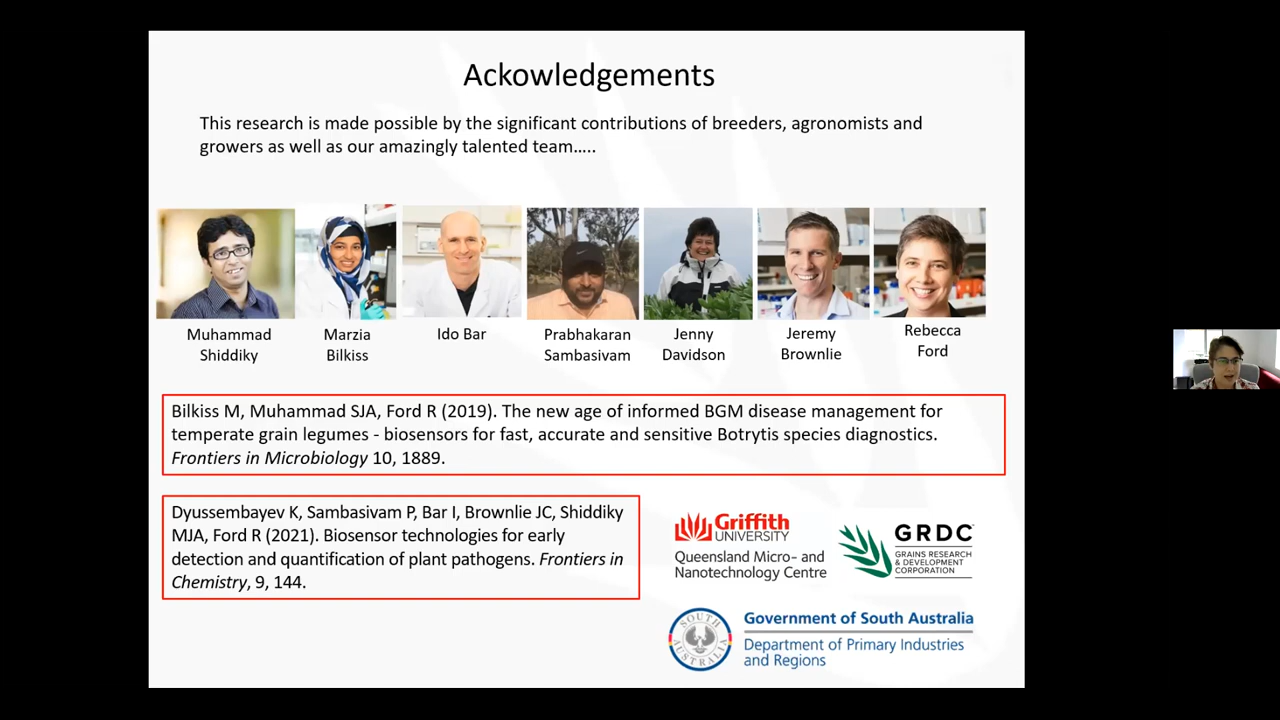 Ackowledgements
This research is made possible by the significant contributions of breeders, agronomists and
growers as well as our amazingly talented team.....
Muhammad
Shiddiky
Marzia
Bilkiss
Ido Bar
Prabhakaran
Sambasivam
Jenny
Davidson
Jeremy
Brownlie
Rebecca
Ford
Bilkiss M, Muhammad SJA, Ford R (2019). The new age of informed BGM disease management for
temperate grain legumes - biosensors for fast, accurate and sensitive Botrytis species diagnostics.
Frontiers in Microbiology 10, 1889.
Dyussembayev K, Sambasivam P, Bar I, Brownlie JC, Shiddiky
MJA, Ford R (2021). Biosensor technologies for early
detection and quantification of plant pathogens. Frontiers in
Chemistry, 9, 144.
Griffith
UNIVERSITY
Queensland Micro- and
Nanotechnology Centre
GRDC
GRAINS RESEARCH
& DEVELOPMENT
CORPORATION
SOUTH
AUSTRALIA
Government of South Australia
Department of Primary Industries
and Regions